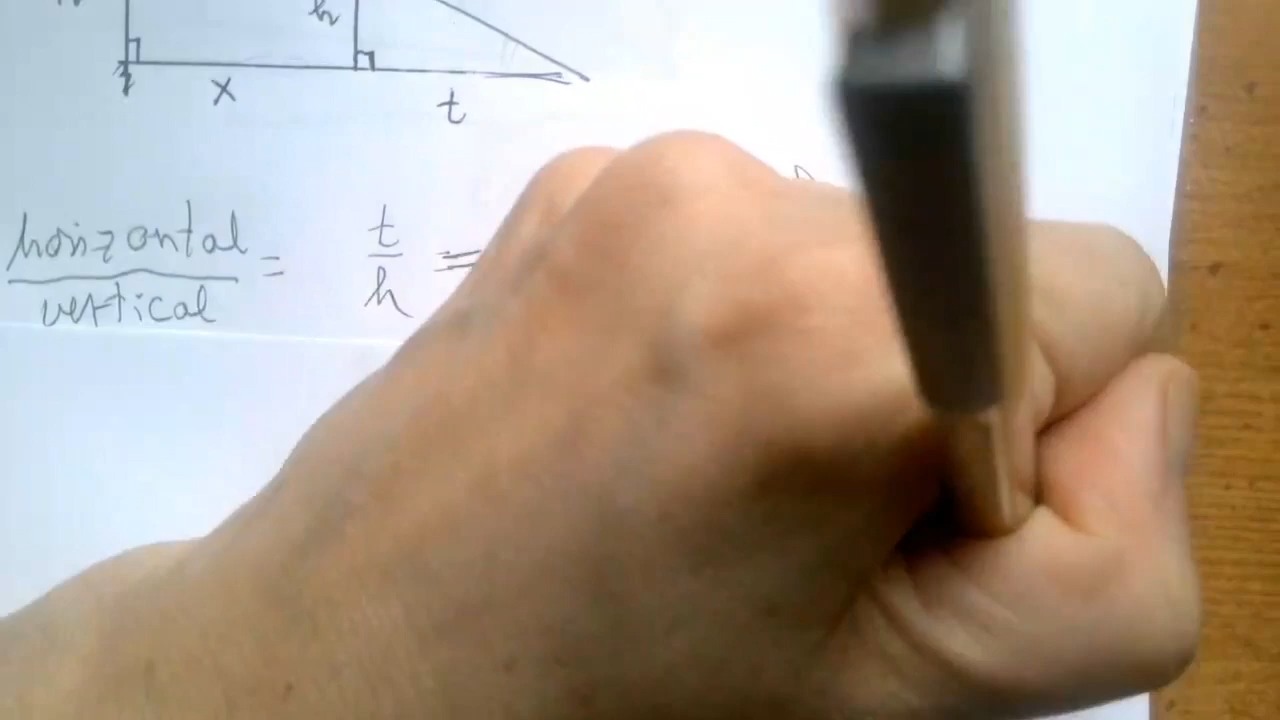 h
x
t
horizontal t
= =
vertical h